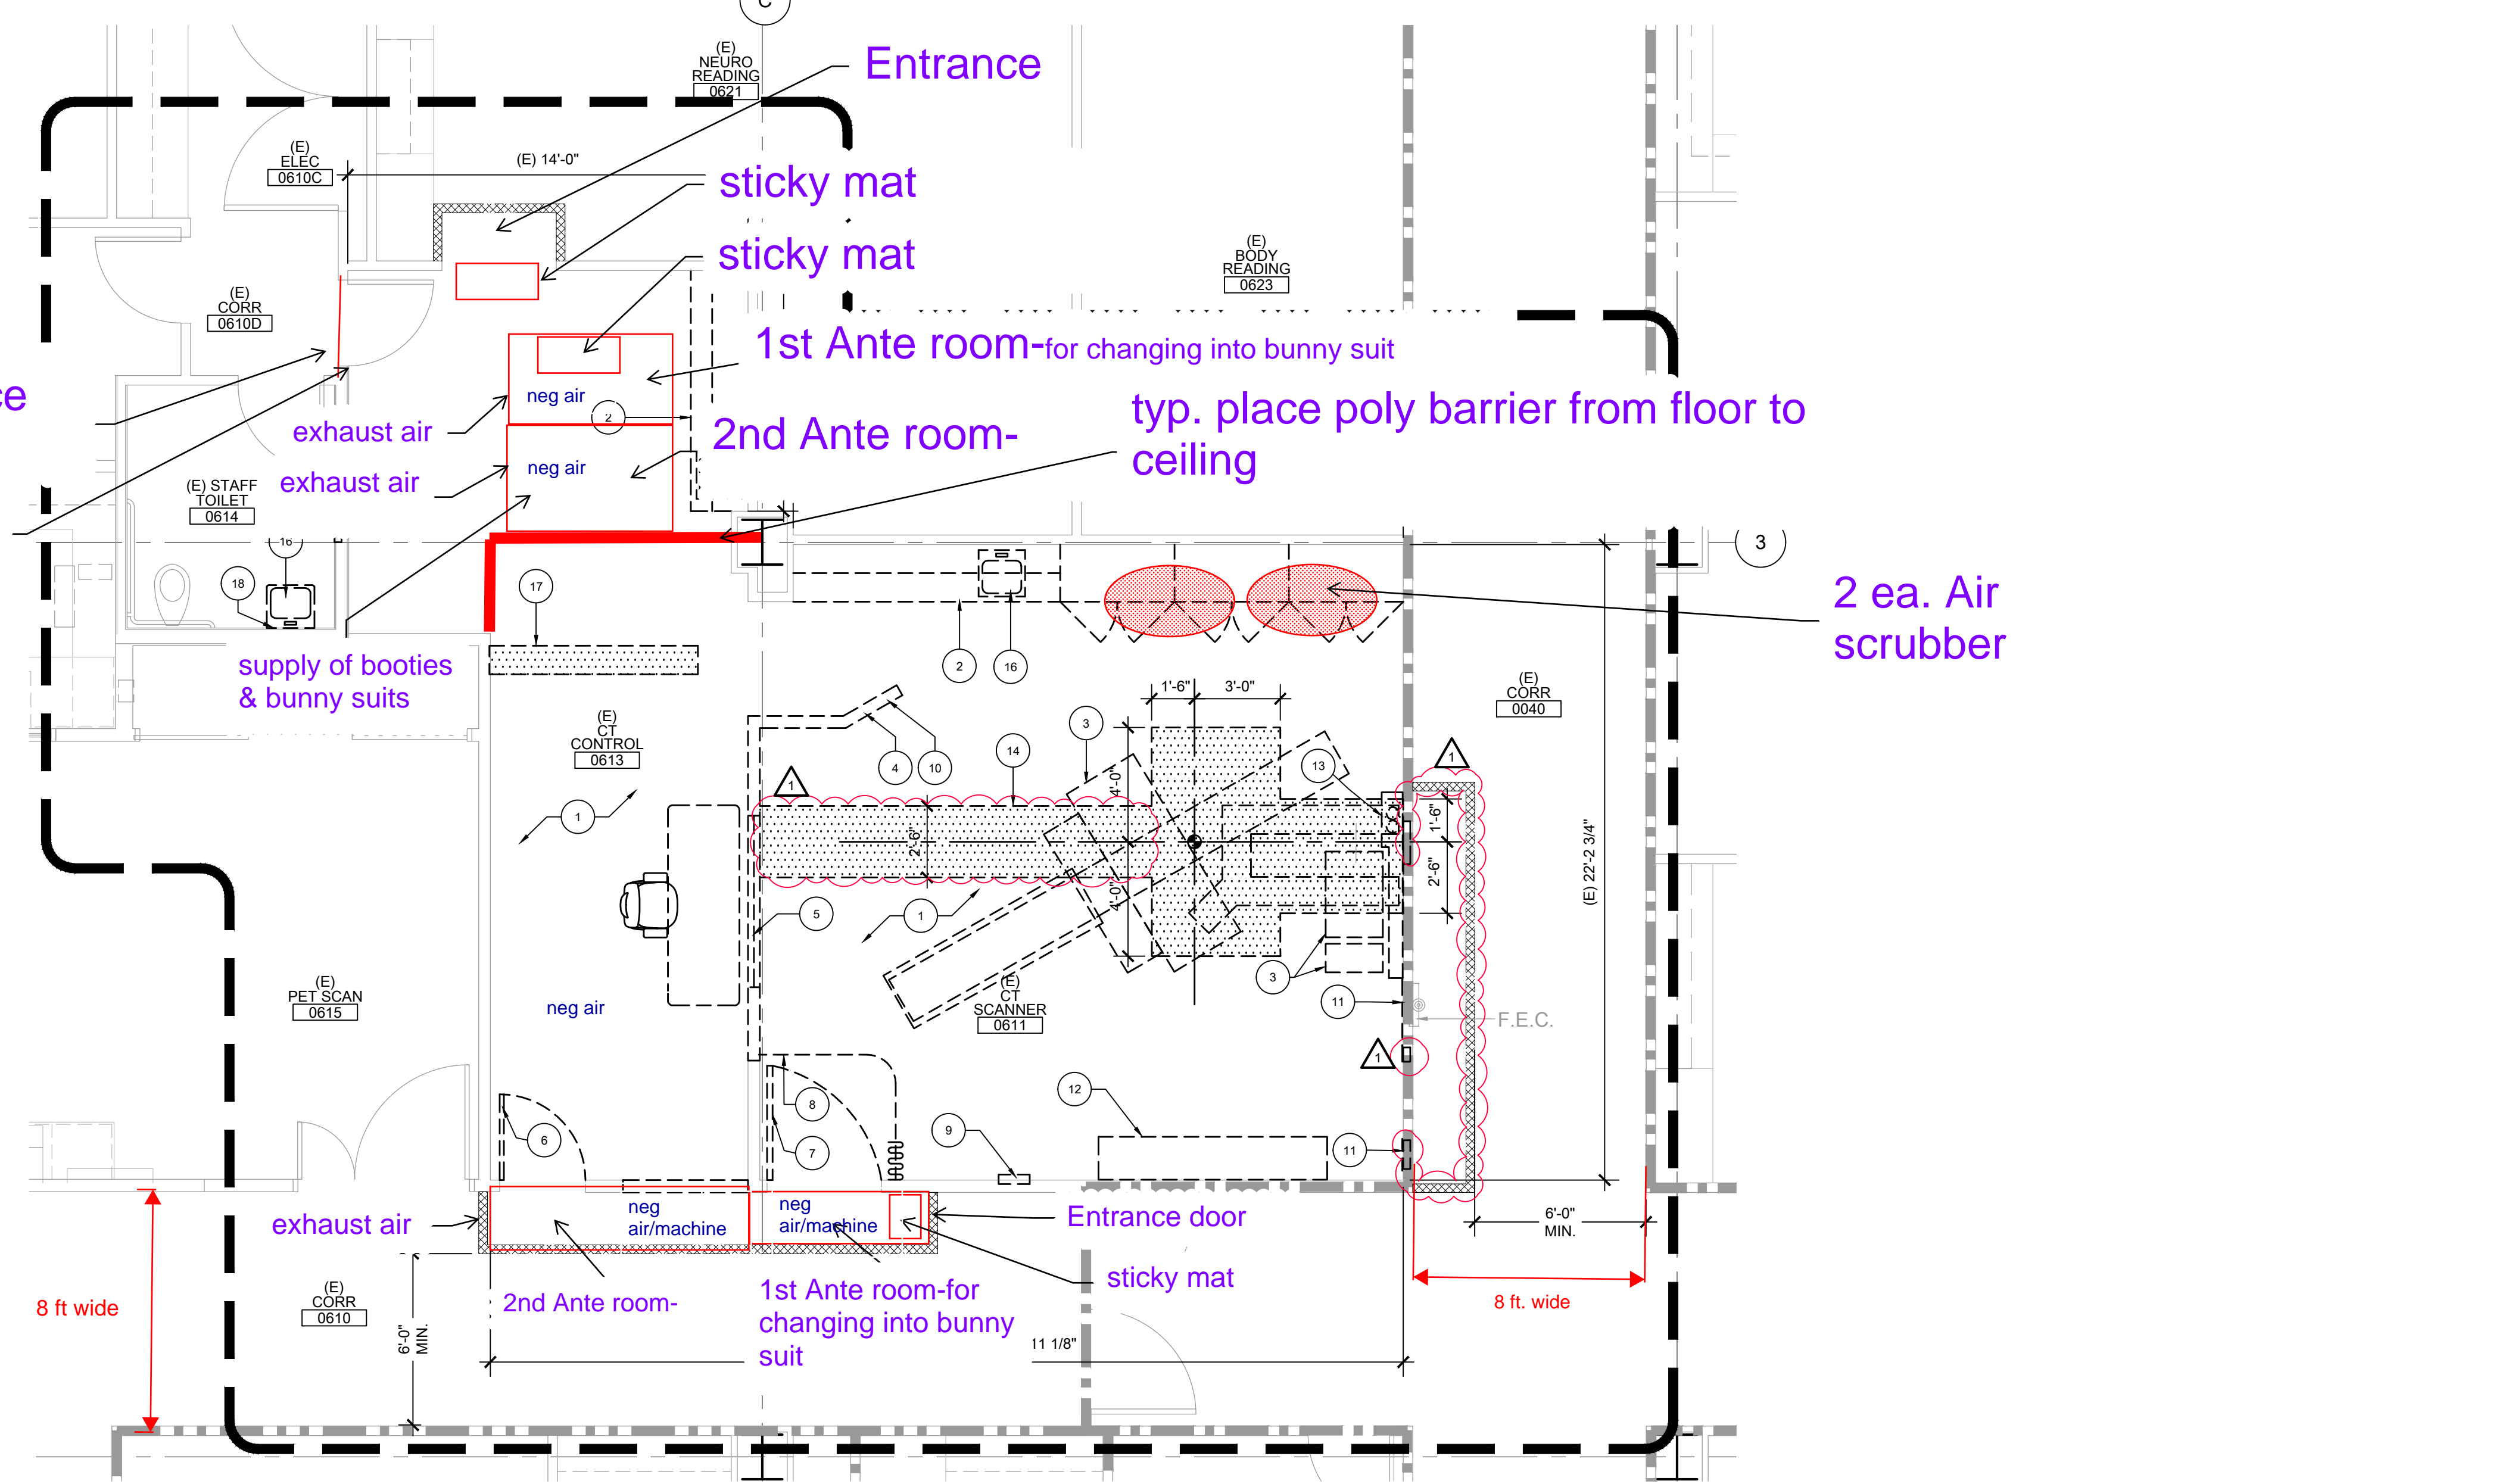 C
(E)
NEURO
READING
0621
Entrance
(E)
ELEC
0610C
(E) 14'-0"
sticky mat
sticky mat
(E)
BODY
READING
0623
(E)
CORR
0610D
1st Ante room-for changing into bunny suit
neg air
2
exhaust air
2nd Ante room-
typ. place poly barrier from floor to
ceiling
neg air
exhaust air
(E) STAFF
TOILET
0614
16
18
17
3
2 ea. Air
scrubber
2
16
supply of booties
& bunny suits
1'-6"
3'-0"
(E)
CORR
0040
(E)
CT
CONTROL
0613
4
10
14
3
13
1
1
4'-0"
1'-6"
1
2'-6"
2'-6"
(E) 22'-2 3/4"
4'-0"
5
1
3
(E)
PET SCAN
0615
neg air
(E)
CT
SCANNER
0611
11
F.E.C.
1
12
8
6
7
9
11
exhaust air
neg
air/machine
neg
air/machine
Entrance door
6'-0"
MIN.
sticky mat
8 ft wide
(E)
CORR
0610
6'-0"
MIN.
2nd Ante room-
1st Ante room-for
changing into bunny
suit
11 1/8"
8 ft. wide